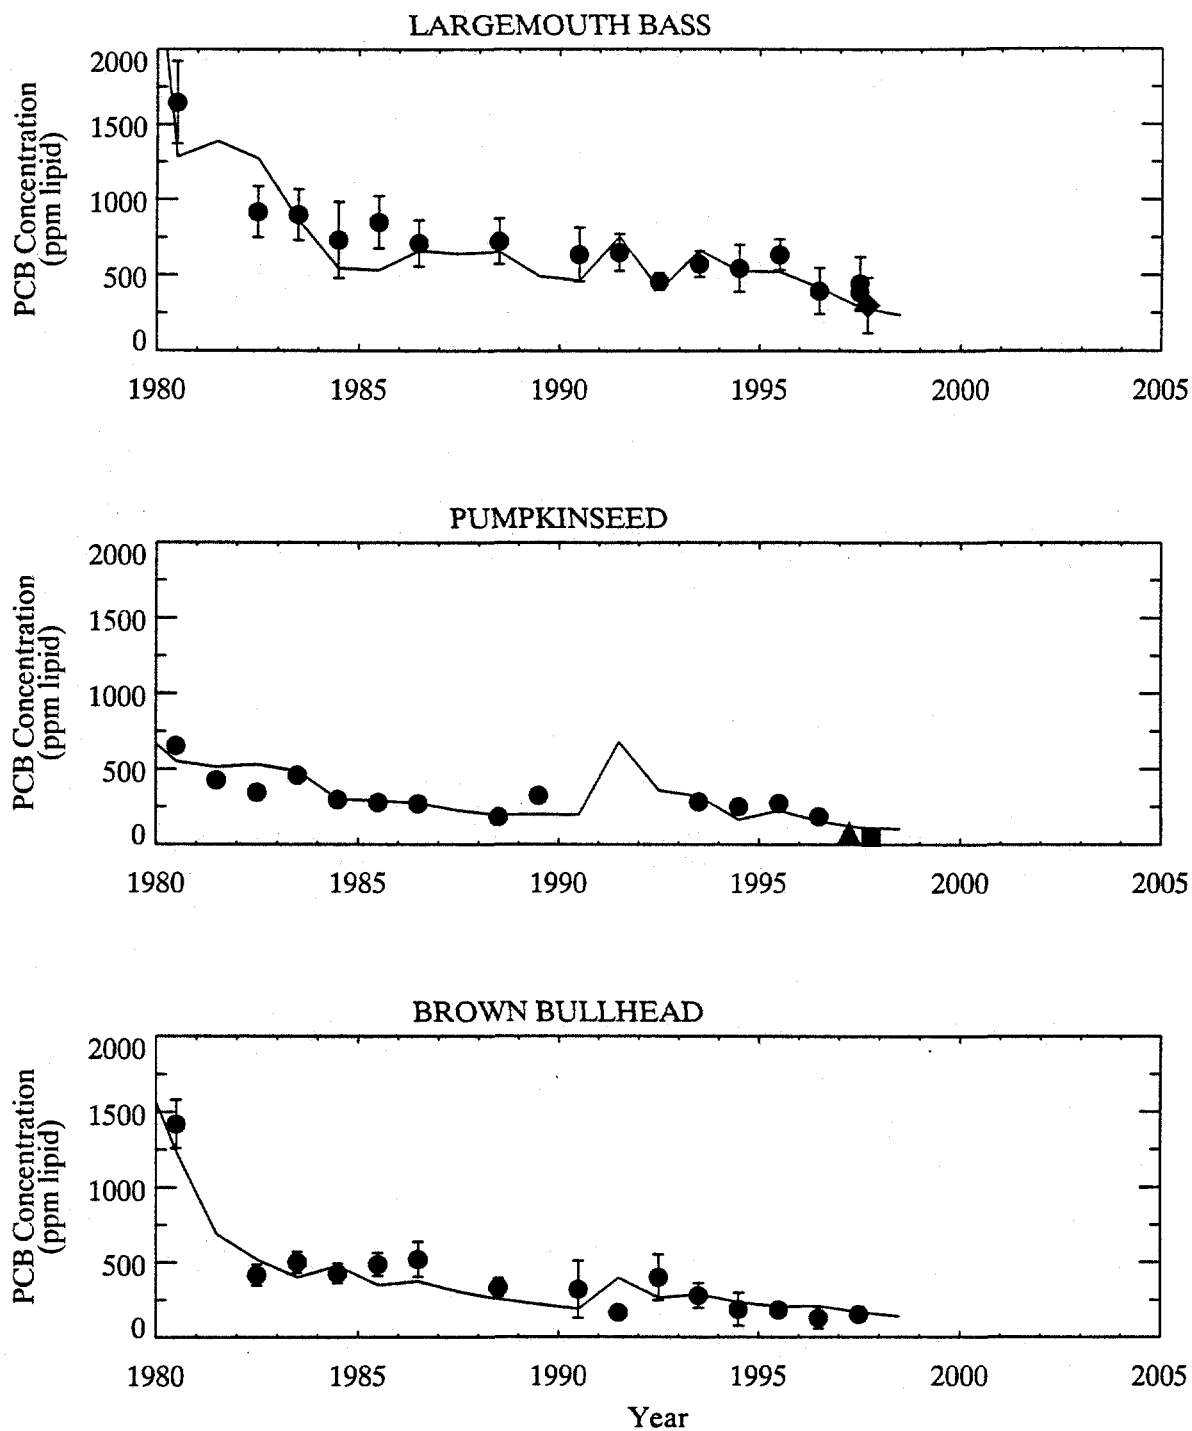 LARGEMOUTH BASS
PCB Concentration
(ppm lipid)
2000
1500
1000
500
0
1980 1985 1990 1995 2000 2005
PUMPKINSEED
PCB Concentration
(ppm lipid)
2000
1500
1000
500
0
1980 1985 1990 1995 2000 2005
BROWN BULLHEAD
PCB Concentration
(ppm lipid)
2000
1500
1000
500
0
1980 1985 1990 1995 2000 2005
Year